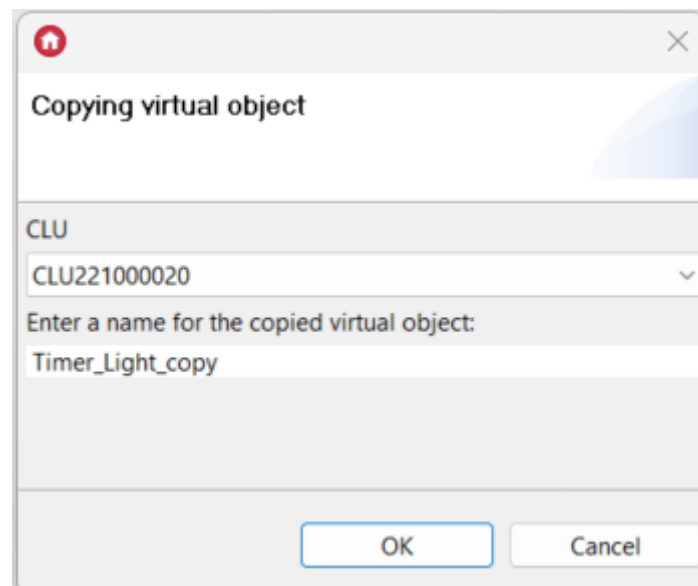 Copying virtual object
CLU
CLU221000020
Enter a name for the copied virtual object:
Timer_Light_copy
OK
Cancel